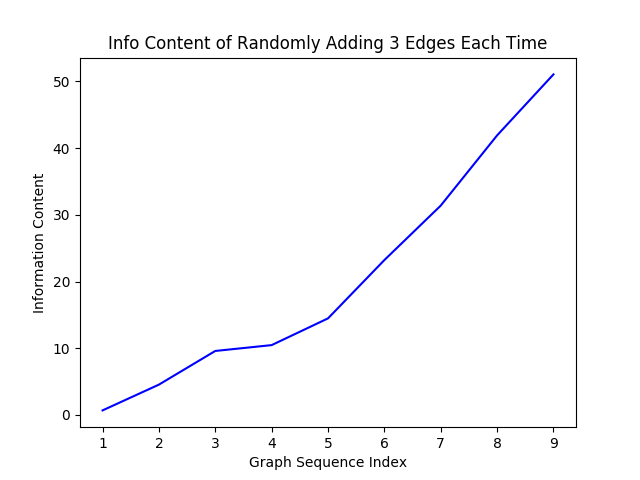 Info Content of Randomly Adding 3 Edges Each Time
50
40
30
20
10
0
Information Content
1 2 3 4 5 6 7 8 9
Graph Sequence Index